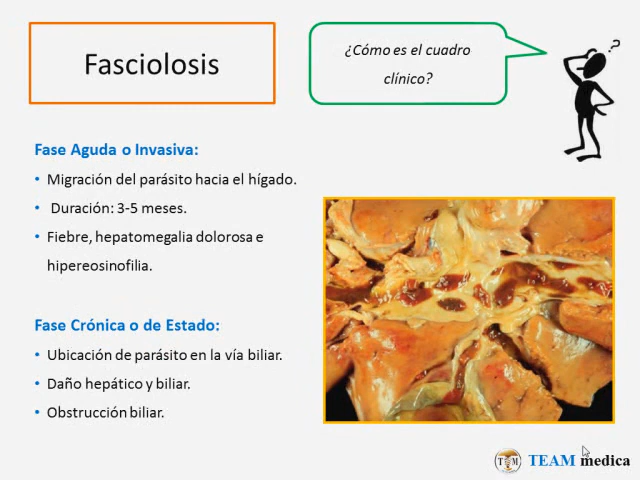 Fasciolosis
¿Cómo es el cuadro
clínico?
?
Fase Aguda o Invasiva:
• Migración del parásito hacia el hígado.
• Duración: 3-5 meses.
• Fiebre, hepatomegalia dolorosa e
hipereosinofilia.
Fase Crónica o de Estado:
• Ubicación de parásito en la vía biliar.
• Daño hepático y biliar.
• Obstrucción biliar.
TM TEAM medica